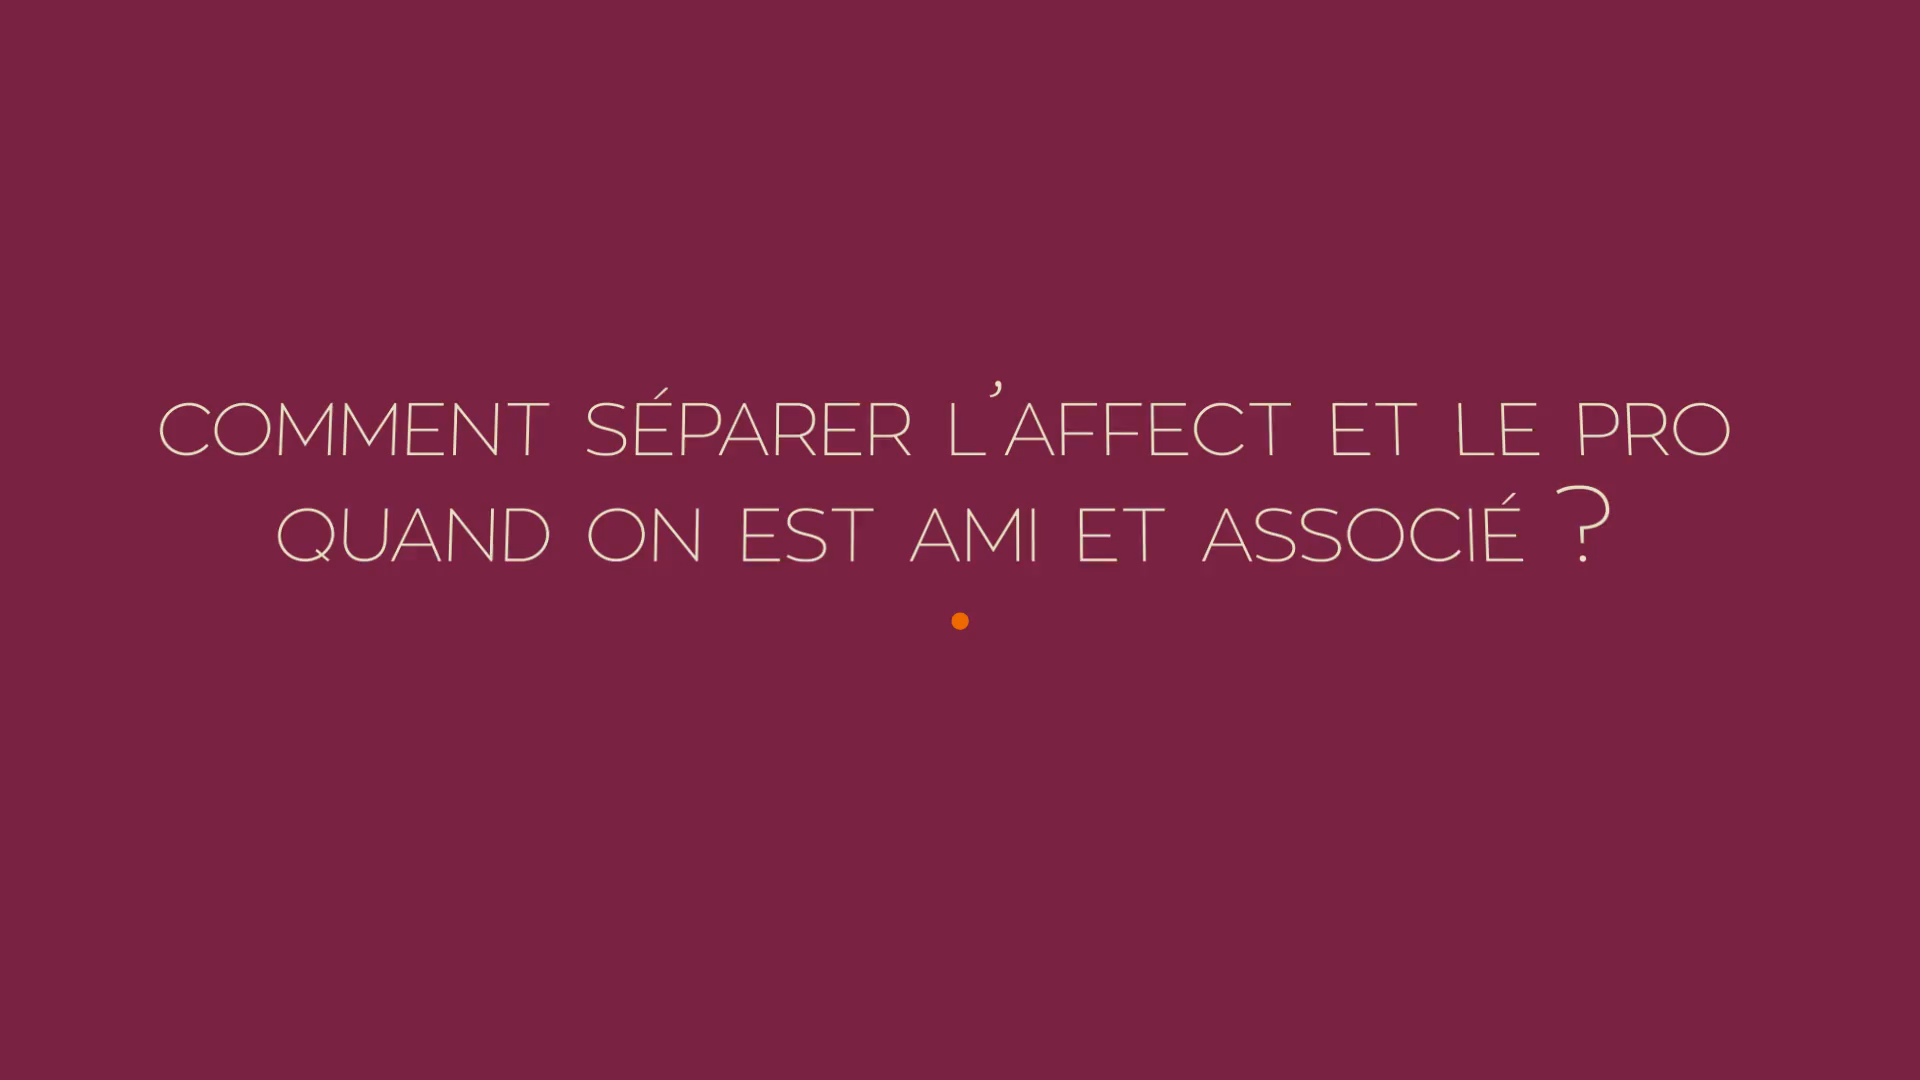 COMMENT SÉPARER L’AFFECT ET LE PRO
QUAND ON EST AMI ET ASSOCIÉ ?